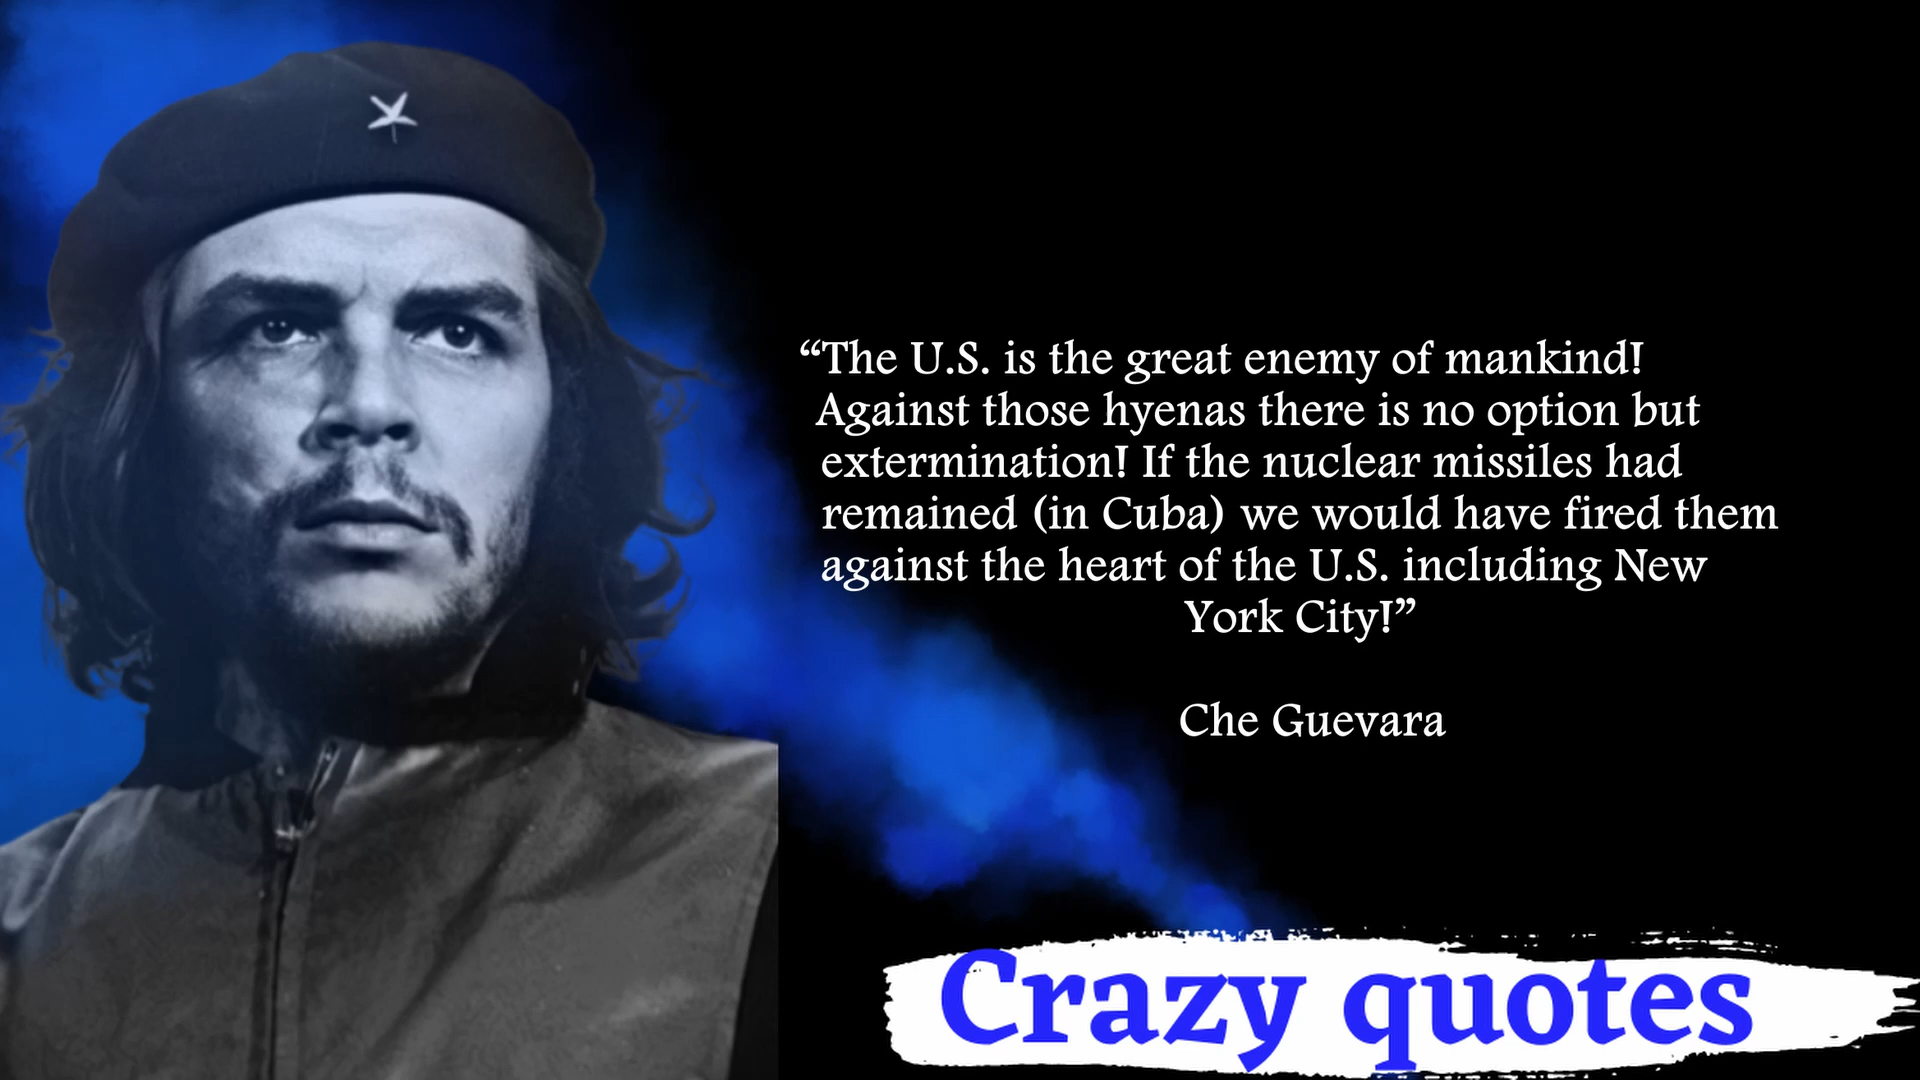 “The U.S. is the great enemy of mankind!
Against those hyenas there is no option but
extermination! If the nuclear missiles had
remained (in Cuba) we would have fired them
against the heart of the U.S. including New
York City!”
Che Guevara
Crazy quotes